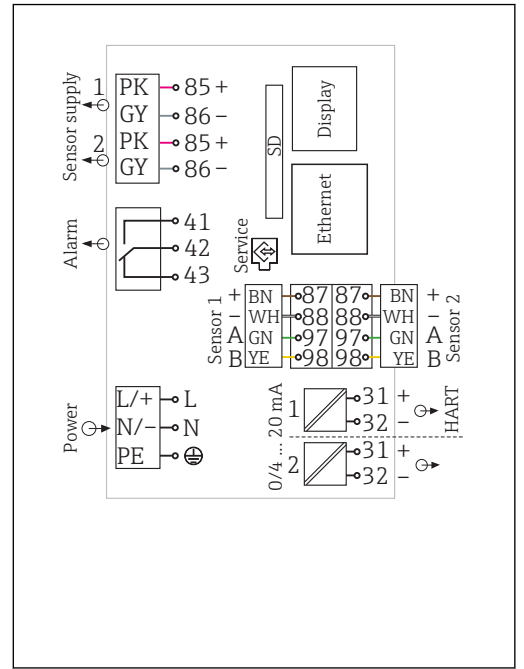 Sensor supply
1 PK 85 +
GY 86 −
2 PK 85 +
GY 86 −
SD
Display
Ethernet
Alarm
41
42
43
Service
Sensor 1
+ BN 87 87 BN +
− WH 88 88 WH −
A GN 97 97 GN A
B YE 98 98 YE B
Sensor 2
Power
L/+ L
N/− N
PE
0/4 ... 20 mA
1 31 +
32 −
HART
2 31 +
32 −